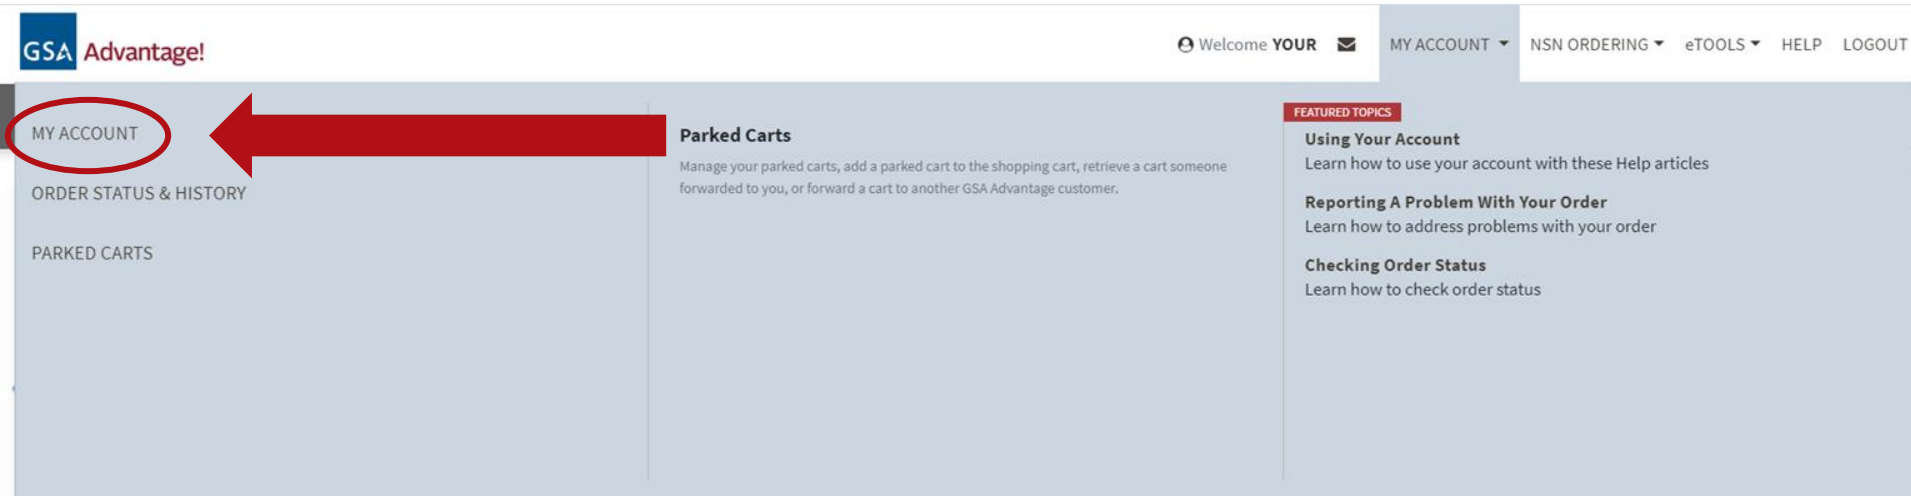 GSA Advantage!
Welcome YOUR
MY ACCOUNT
NSN ORDERING
eTOOLS
HELP
LOGOUT
MY ACCOUNT
ORDER STATUS & HISTORY
PARKED CARTS
Parked Carts
Manage your parked carts, add a parked cart to the shopping cart, retrieve a cart someone
forwarded to you, or forward a cart to another GSA Advantage customer.
FEATURED TOPICS
Using Your Account
Learn how to use your account with these Help articles
Reporting A Problem With Your Order
Learn how to address problems with your order
Checking Order Status
Learn how to check order status